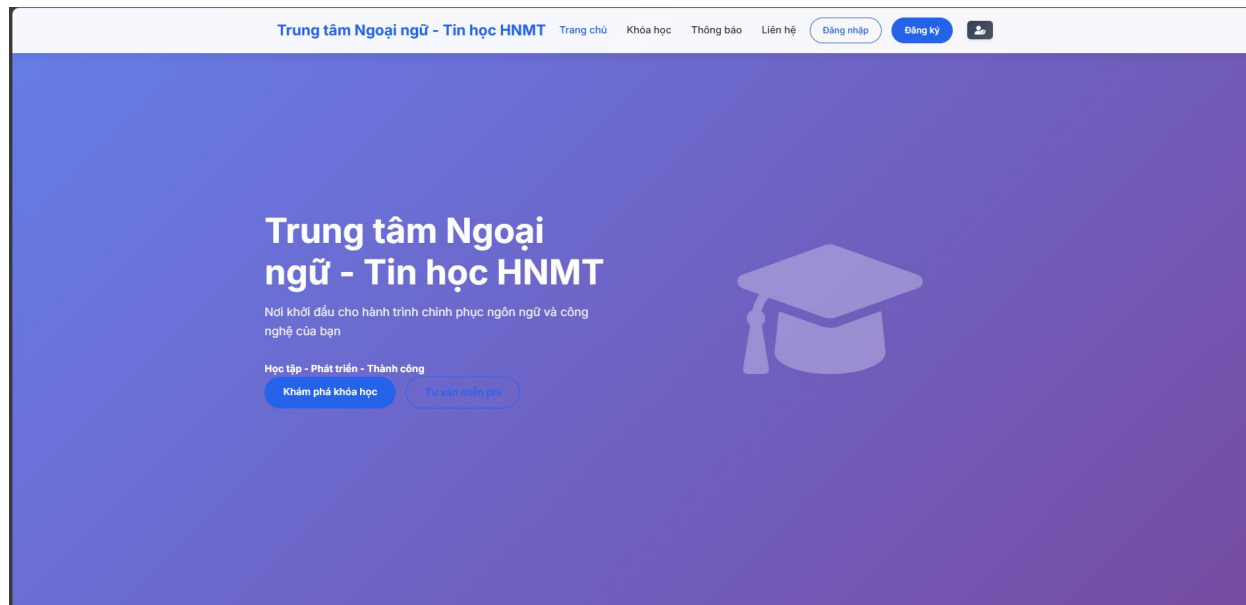 Trung tâm Ngoại ngữ - Tin học HNMT Trang chủ Khóa học Thông báo Liên hệ Đăng nhập Đăng ký
Trung tâm Ngoại
ngữ - Tin học HNMT
Nơi khởi đầu cho hành trình chinh phục ngôn ngữ và công
nghệ của bạn
Học tập - Phát triển - Thành công
Khám phá khóa học Tư vấn miễn phí